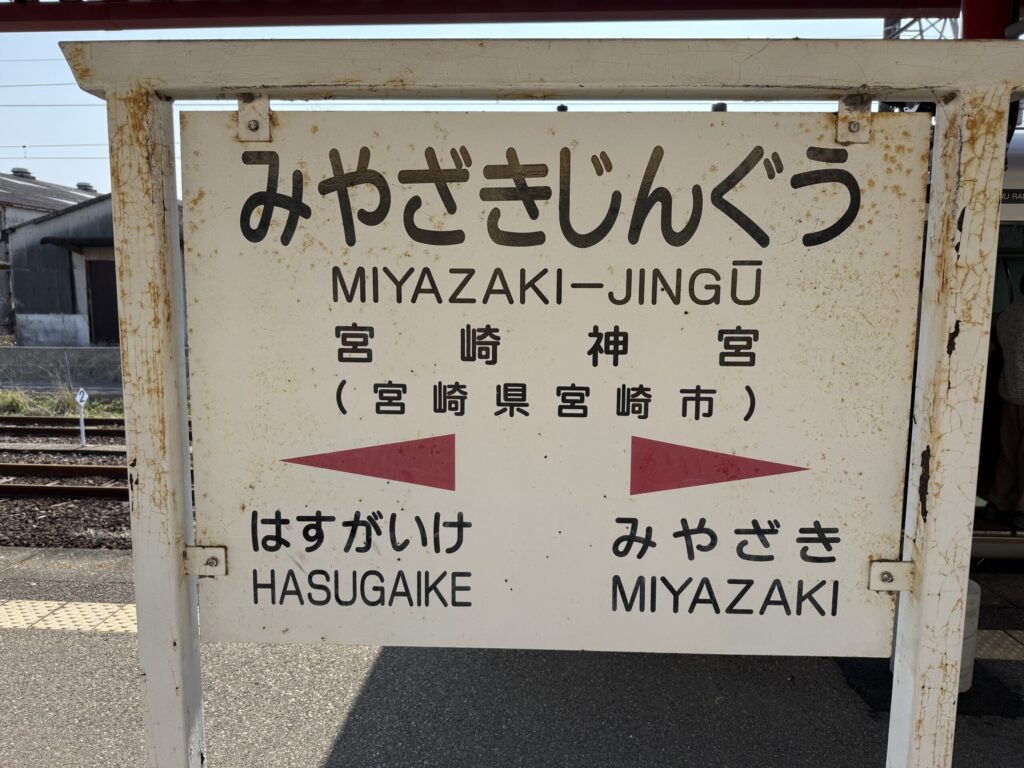 みやざきじんぐう
MIYAZAKI-JINGŪ
宮崎神宮
(宮崎県宮崎市)
はすがいけ みやざき
HASUGAIKE MIYAZAKI
2